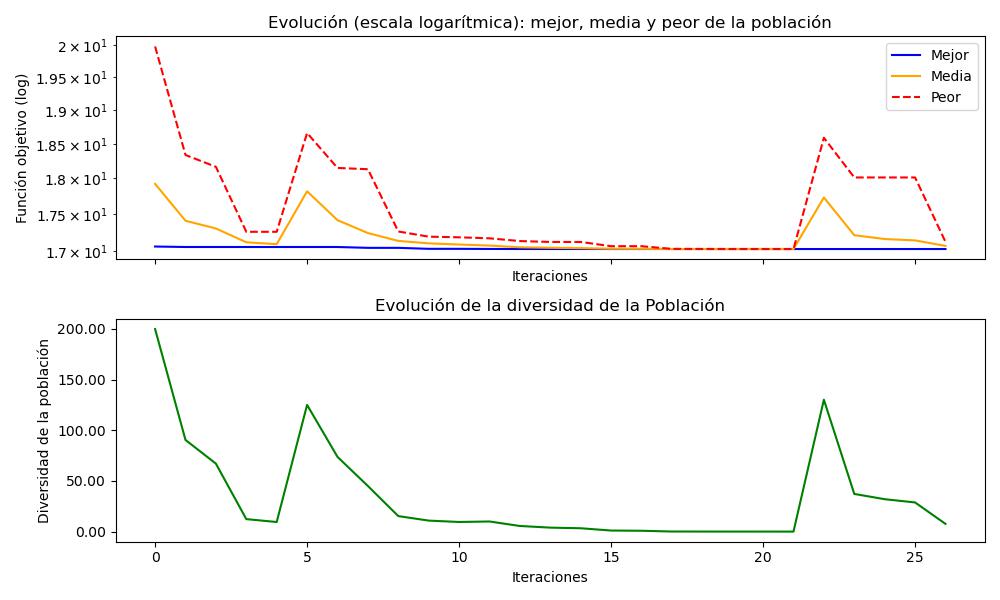 Evolución (escala logarítmica): mejor, media y peor de la población
Función objetivo (log)
2 × 10¹
1.95 × 10¹
1.9 × 10¹
1.85 × 10¹
1.8 × 10¹
1.75 × 10¹
1.7 × 10¹
Mejor
Media
Peor
Iteraciones
Evolución de la diversidad de la Población
Diversidad de la población
200.00
150.00
100.00
50.00
0.00
0 5 10 15 20 25
Iteraciones